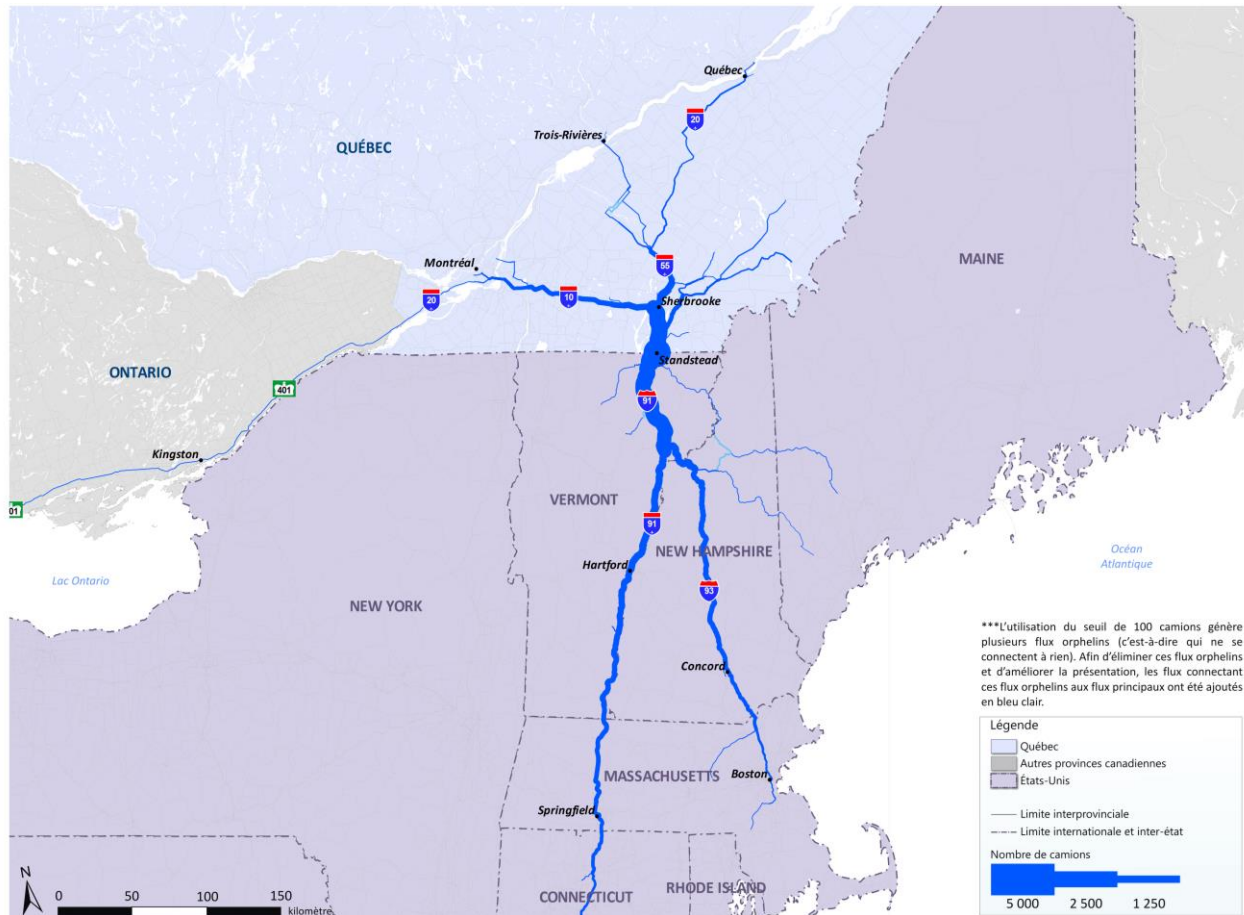 Québec
20
Trois-Rivières
QUÉBEC
MAINE
Montréal
55
10
20
Sherbrooke
Standstead
ONTARIO
401
91
Kingston
01
VERMONT
91
NEW HAMPSHIRE
Océan
Atlantique
Hartford
Lac Ontario
93
NEW YORK
***L'utilisation du seuil de 100 camions génère
plusieurs flux orphelins (c'est-à-dire qui ne se
connectent à rien). Afin d'éliminer ces flux orphelins
et d'améliorer la présentation, les flux connectant
ces flux orphelins aux flux principaux ont été ajoutés
en bleu clair.
Concord
Légende
Québec
Autres provinces canadiennes
États-Unis
MASSACHUSETTS
Boston
Springfield
Limite interprovinciale
Limite internationale et inter-état
Nombre de camions
5 000 2 500 1 250
N
0 50 100 150
kilomètre
CONNECTICUT
RHODE ISLAND